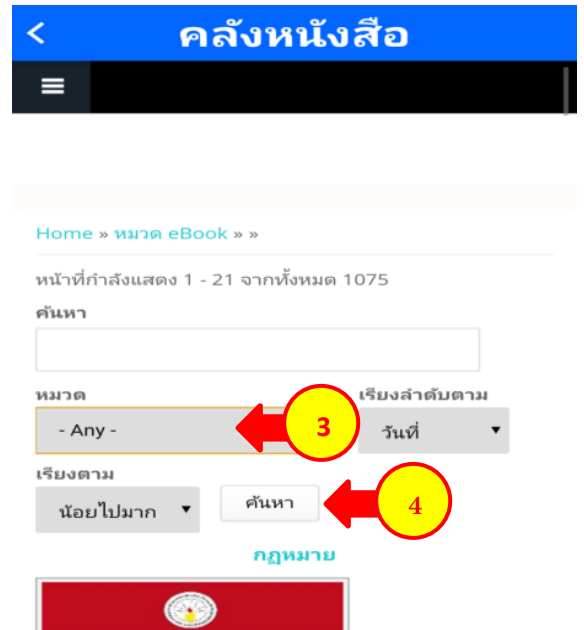 คลังหนังสือ
Home » หมวด eBook » »
หน้าที่กำลังแสดง 1 - 21 จากทั้งหมด 1075
ค้นหา
หมวด เรียงลำดับตาม
- Any - 3 วันที่
เรียงตาม
น้อยไปมาก ค้นหา 4
กฎหมาย